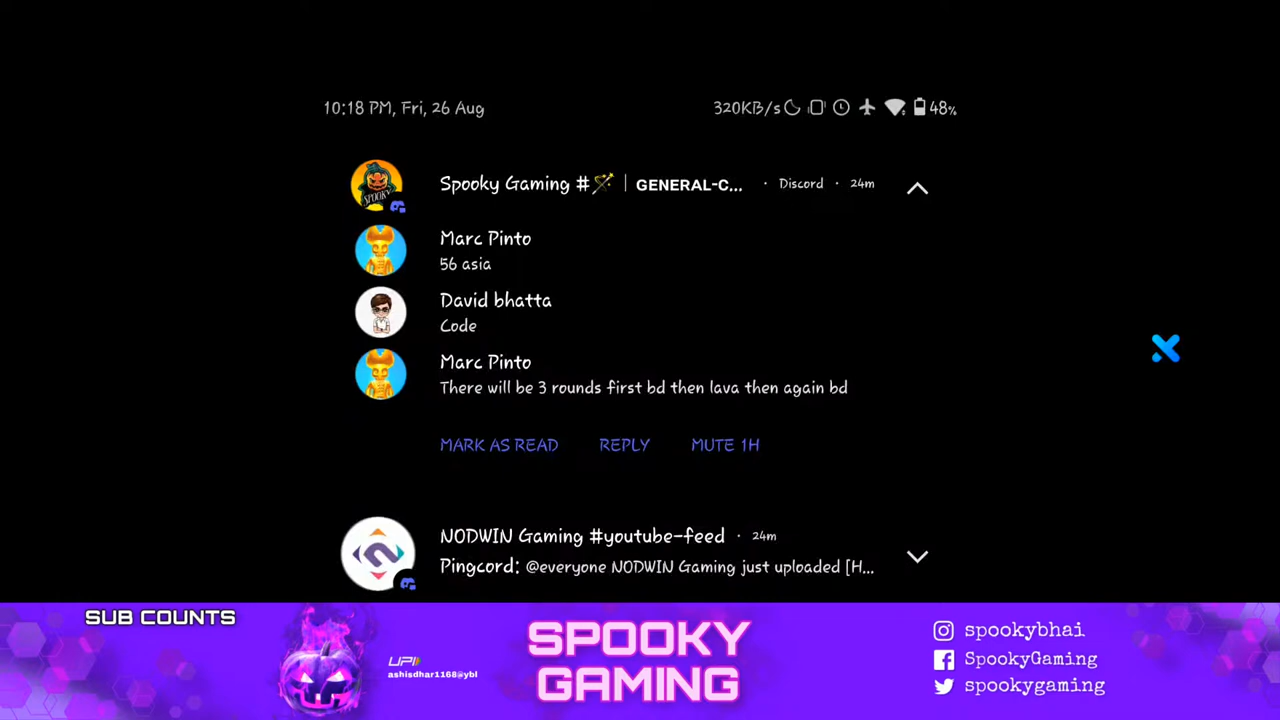 10:18 PM, Fri, 26 Aug 320KB/s 48%
Spooky Gaming # | GENERAL-C... · Discord · 24m
Marc Pinto
56 asia
David bhatta
Code
Marc Pinto
There will be 3 rounds first bd then lava then again bd
MARK AS READ REPLY MUTE 1H
NODWIN Gaming #youtube-feed · 24m
Pingcord: @everyone NODWIN Gaming just uploaded [H...
SUB COUNTS
UPI
ashisdhar1168@ybl
SPOOKY
GAMING
spookybhai
SpookyGaming
spookygaming
SPOOKY